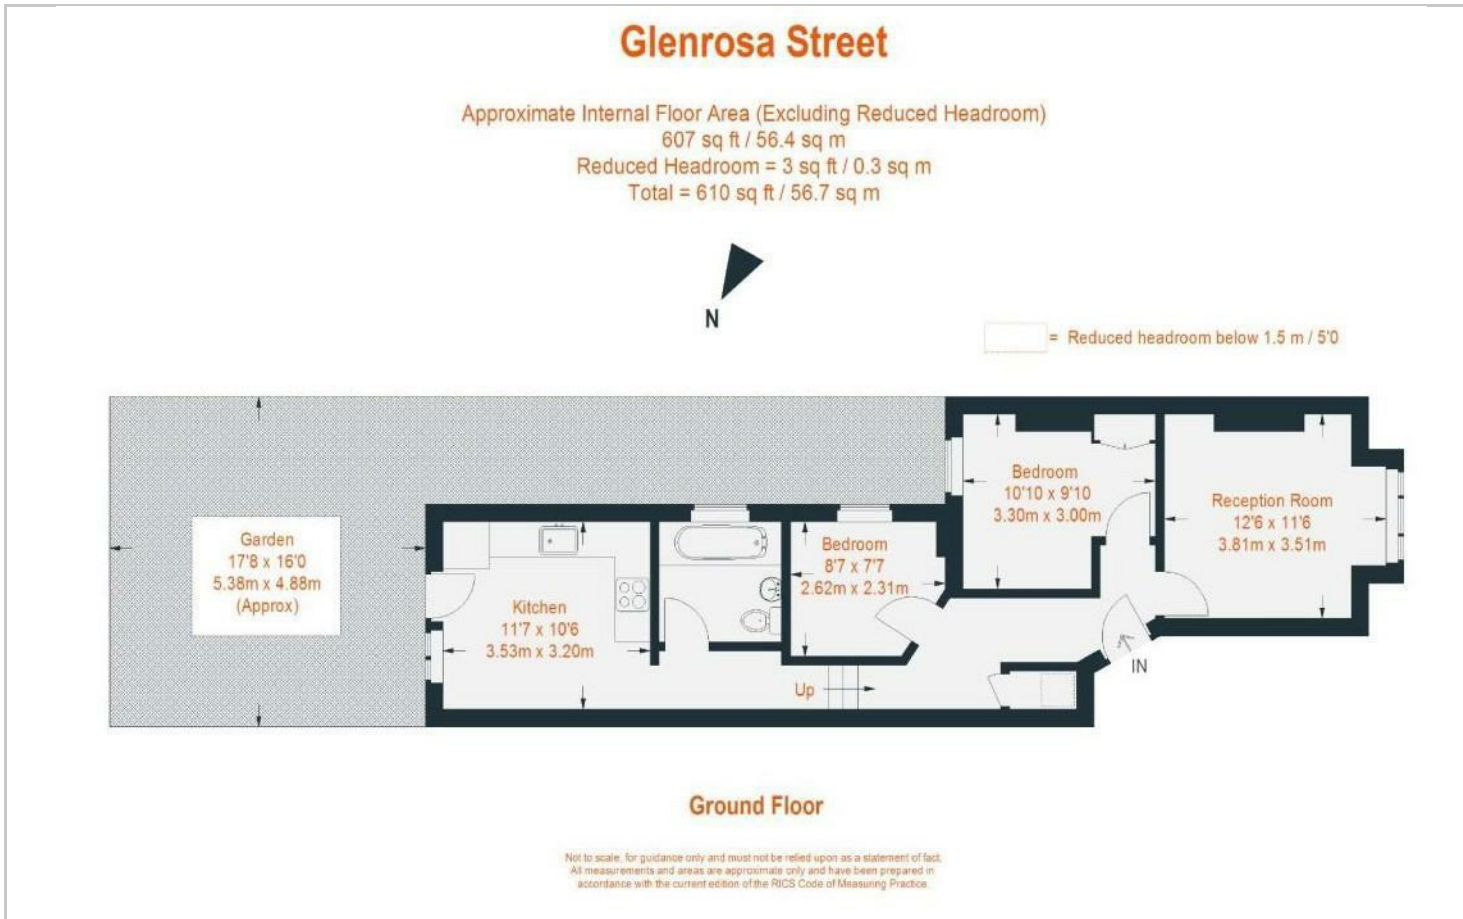 Glenrosa Street
Approximate Internal Floor Area (Excluding Reduced Headroom)
607 sq ft / 56.4 sq m
Reduced Headroom = 3 sq ft / 0.3 sq m
Total = 610 sq ft / 56.7 sq m
N
= Reduced headroom below 1.5 m / 5'0
Bedroom
10'10 x 9'10
3.30m x 3.00m
Reception Room
12'6 x 11'6
3.81m x 3.51m
Garden
17'8 x 16'0
5.38m x 4.88m
(Approx)
Bedroom
8'7 x 7'7
2.62m x 2.31m
Kitchen
11'7 x 10'6
3.53m x 3.20m
IN
Up
Ground Floor
Not to scale, for guidance only and must not be relied upon as a statement of fact.
All measurements and areas are approximate only and have been prepared in
accordance with the current edition of the RICS Code of Measuring Practice.